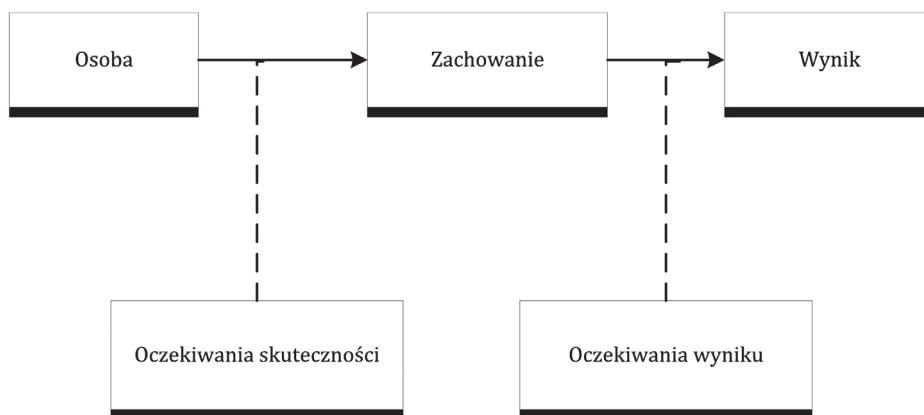 Osoba
Zachowanie
Wynik
Oczekiwania skuteczności
Oczekiwania wyniku